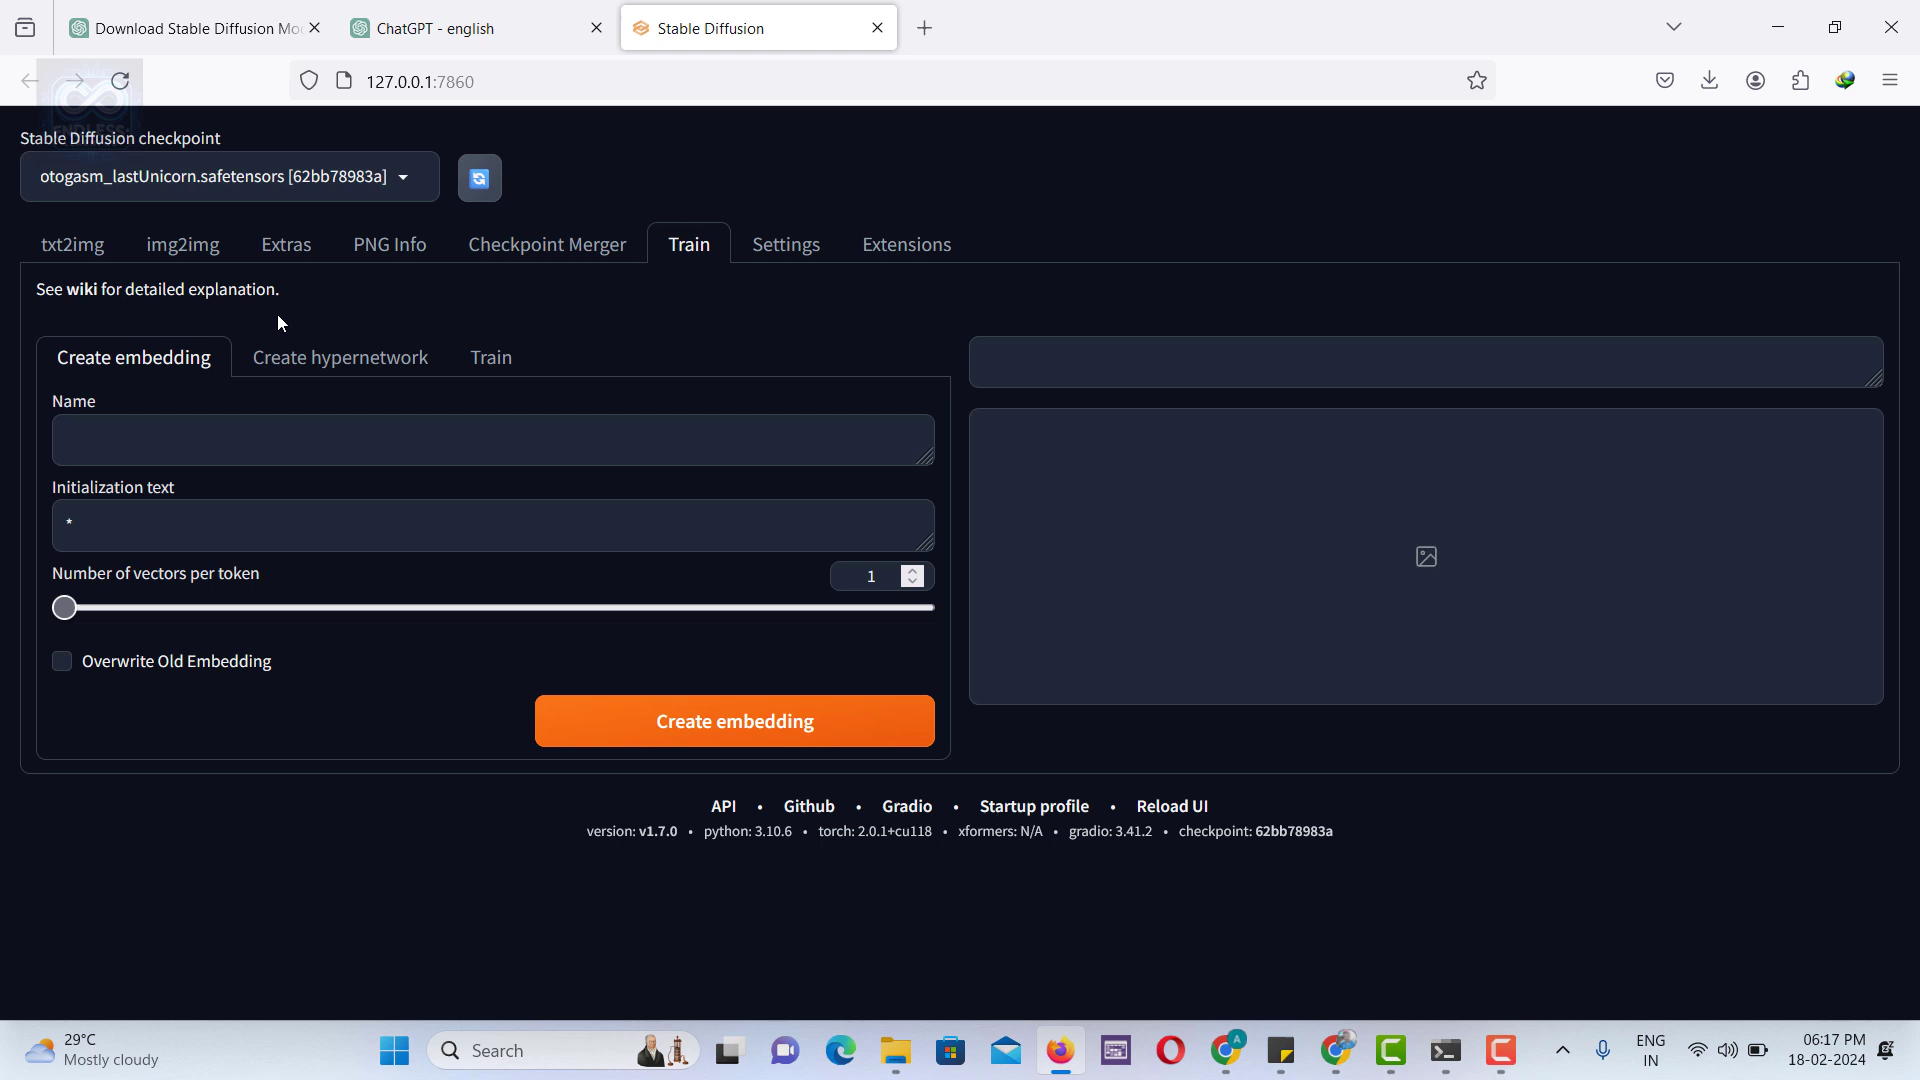 Download Stable Diffusion Mo
ChatGPT - english
Stable Diffusion
127.0.0.1:7860
ENDLESS
Stable Diffusion checkpoint
otogasm_lastUnicorn.safetensors [62bb78983a]
txt2img
img2img
Extras
PNG Info
Checkpoint Merger
Train
Settings
Extensions
See wiki for detailed explanation.
Create embedding
Create hypernetwork
Train
Name
Initialization text
*
Number of vectors per token
1
Overwrite Old Embedding
Create embedding
API • Github • Gradio • Startup profile • Reload UI
version: v1.7.0 • python: 3.10.6 • torch: 2.0.1+cu118 • xformers: N/A • gradio: 3.41.2 • checkpoint: 62bb78983a
29°C
Mostly cloudy
Search
A
ENG
IN
06:17 PM
18-02-2024